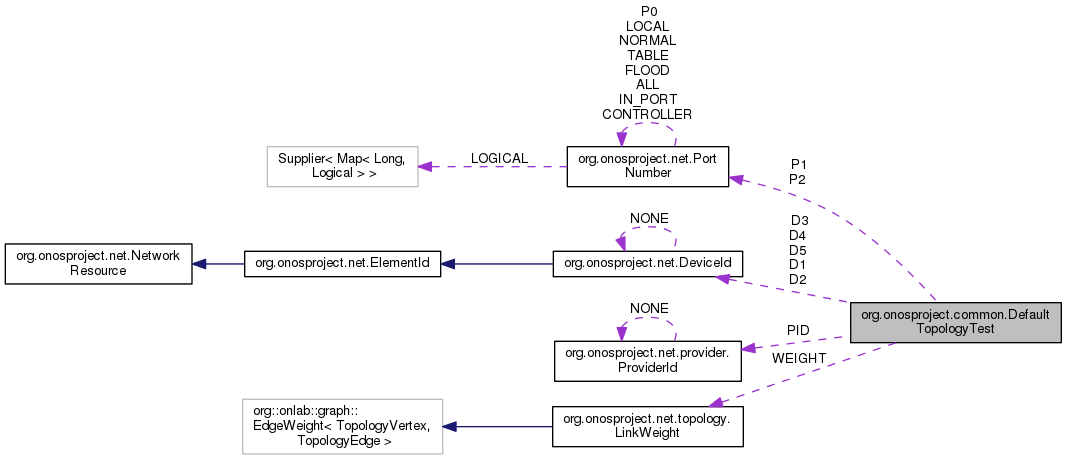 P0
LOCAL
NORMAL
TABLE
FLOOD
ALL
IN_PORT
CONTROLLER
Supplier< Map< Long,
Logical > >
LOGICAL
org.onosproject.net.Port
Number
P1
P2
NONE
D3
D4
D5
D1
D2
org.onosproject.net.Network
Resource
org.onosproject.net.ElementId
org.onosproject.net.DeviceId
org.onosproject.common.Default
TopologyTest
NONE
PID
org.onosproject.net.provider.
ProviderId
WEIGHT
org::onlab::graph::
EdgeWeight< TopologyVertex,
TopologyEdge >
org.onosproject.net.topology.
LinkWeight